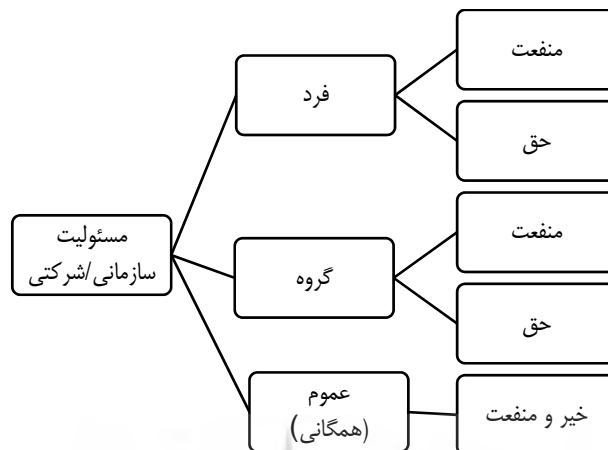 مسئولیت
سازمانی/شرکتی
فرد
منفعت
حق
گروه
منفعت
حق
عموم
(همگانی)
خیر و منفعت